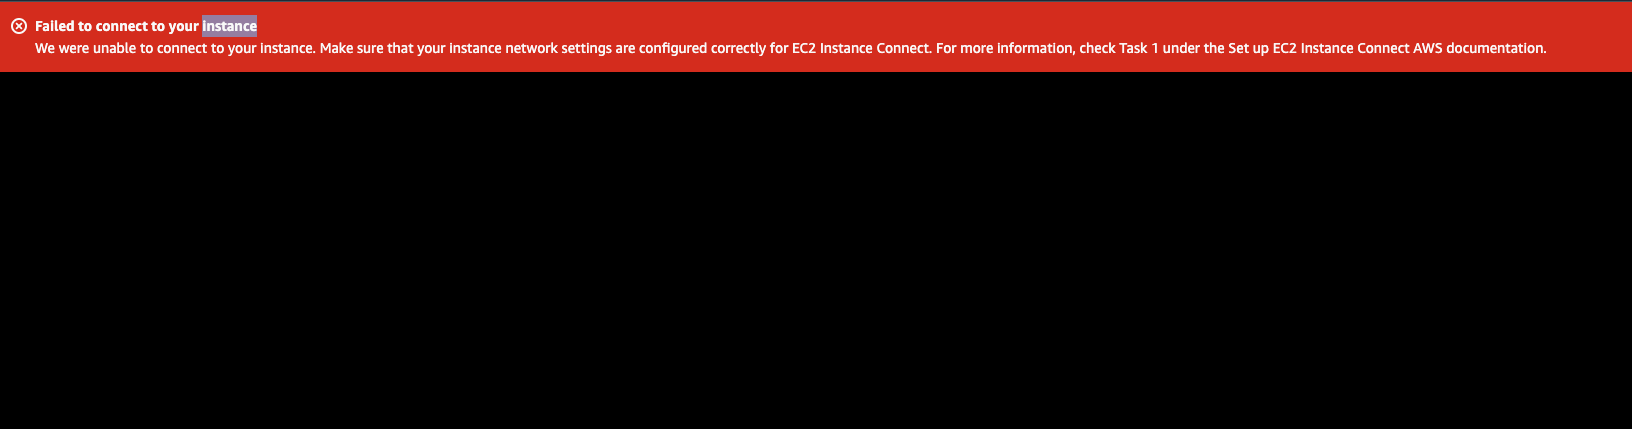 Failed to connect to your instance
We were unable to connect to your instance. Make sure that your instance network settings are configured correctly for EC2 Instance Connect. For more information, check Task 1 under the Set up EC2 Instance Connect AWS documentation.